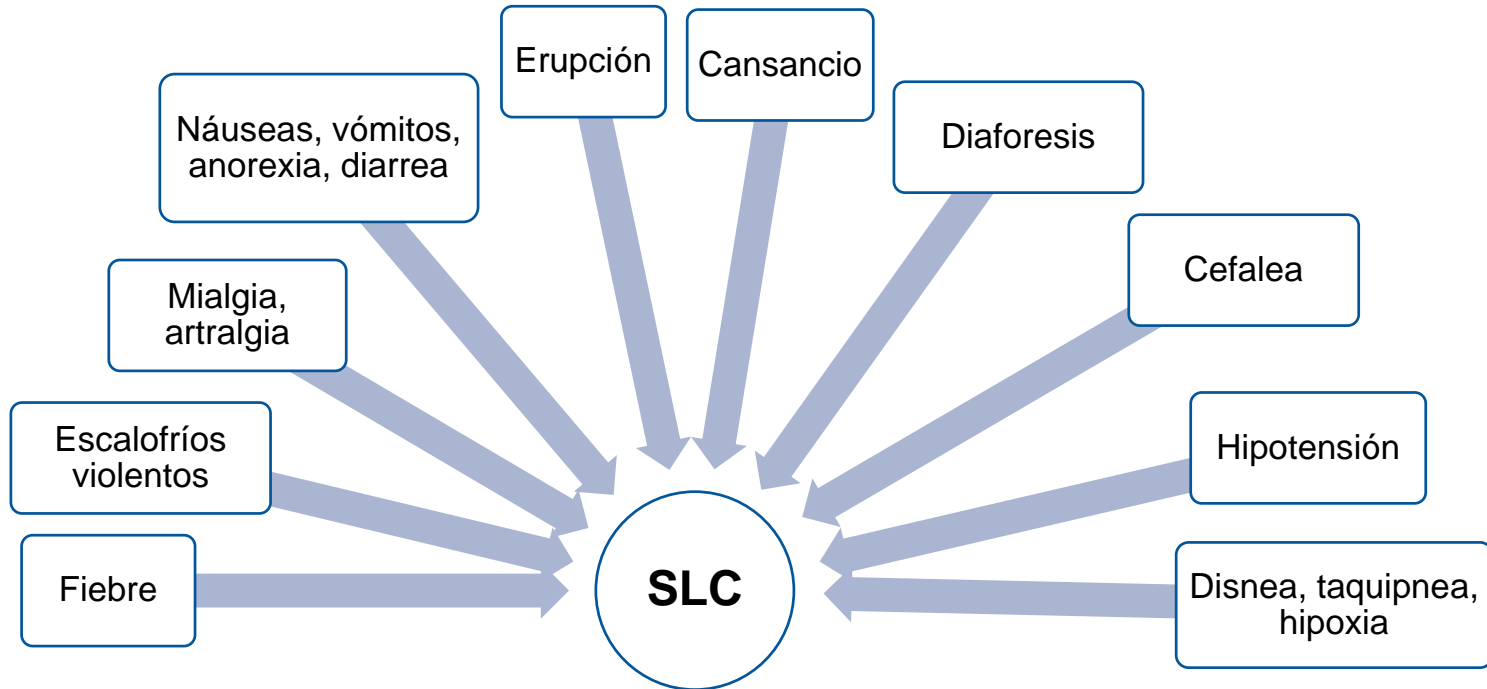 Erupción
Cansancio
Náuseas, vómitos,
anorexia, diarrea
Diaforesis
Cefalea
Mialgia,
artralgia
Hipotensión
Escalofríos
violentos
Fiebre
SLC
Disnea, taquipnea,
hipoxia